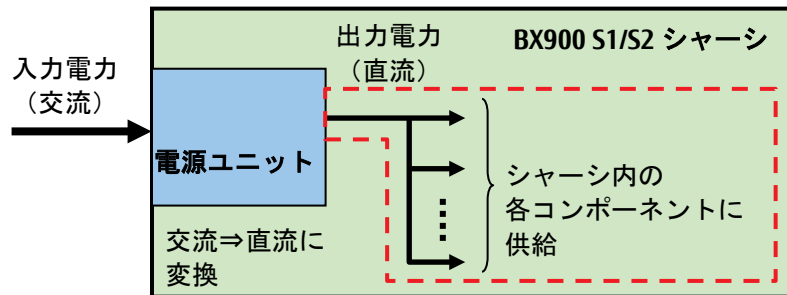 BX900 S1/S2 シャーシ
入力電力
（交流）
出力電力
（直流）
電源ユニット
交流⇒直流に
変換
シャーシ内の
各コンポーネントに
供給